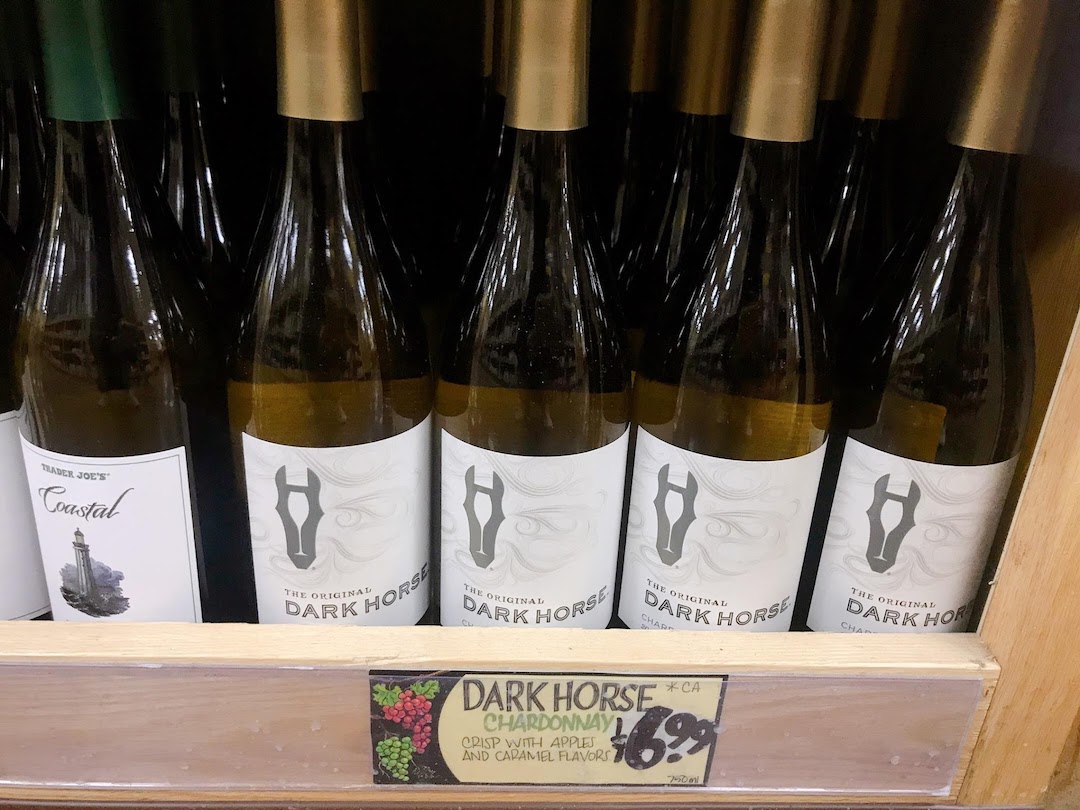 TRADER JOE'S
Coastal
THE ORIGINAL
DARK HORSE
THE ORIGINAL
DARK HORSE
THE ORIGINAL
DARK HORSE
THE ORIGINAL
DARK HOR
DARK HORSE *CA
CHARDONNAY
CRISP WITH APPLES
AND CARAMEL FLAVORS
$6.99
750ml